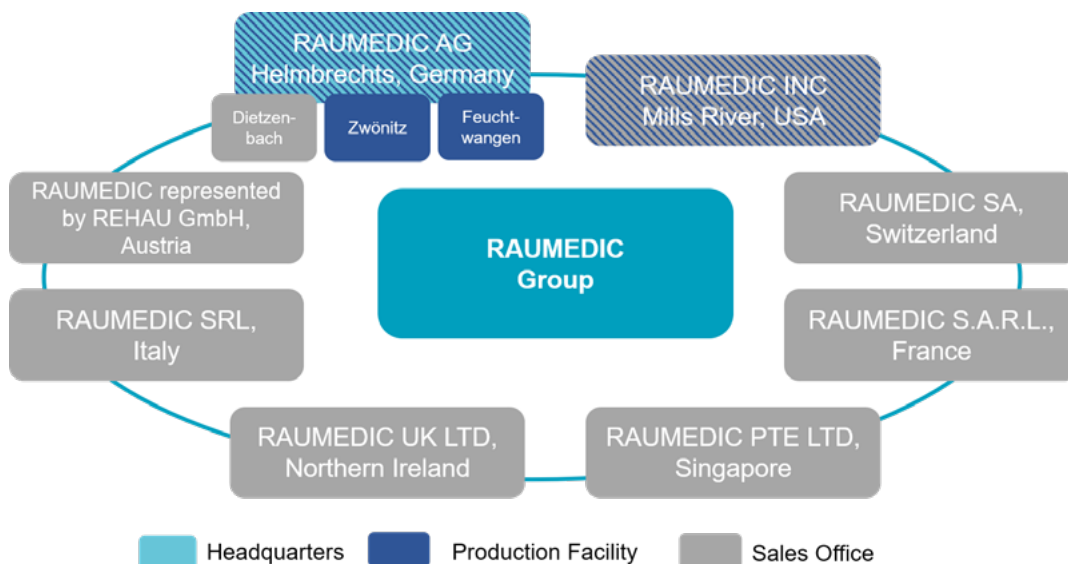 RAUMEDIC AG
Helmbrechts, Germany
Dietzen-
bach
Zwönitz
Feucht-
wangen
RAUMEDIC INC
Mills River, USA
RAUMEDIC represented
by REHAU GmbH,
Austria
RAUMEDIC
Group
RAUMEDIC SA,
Switzerland
RAUMEDIC SRL,
Italy
RAUMEDIC S.A.R.L.,
France
RAUMEDIC UK LTD,
Northern Ireland
RAUMEDIC PTE LTD,
Singapore
Headquarters
Production Facility
Sales Office